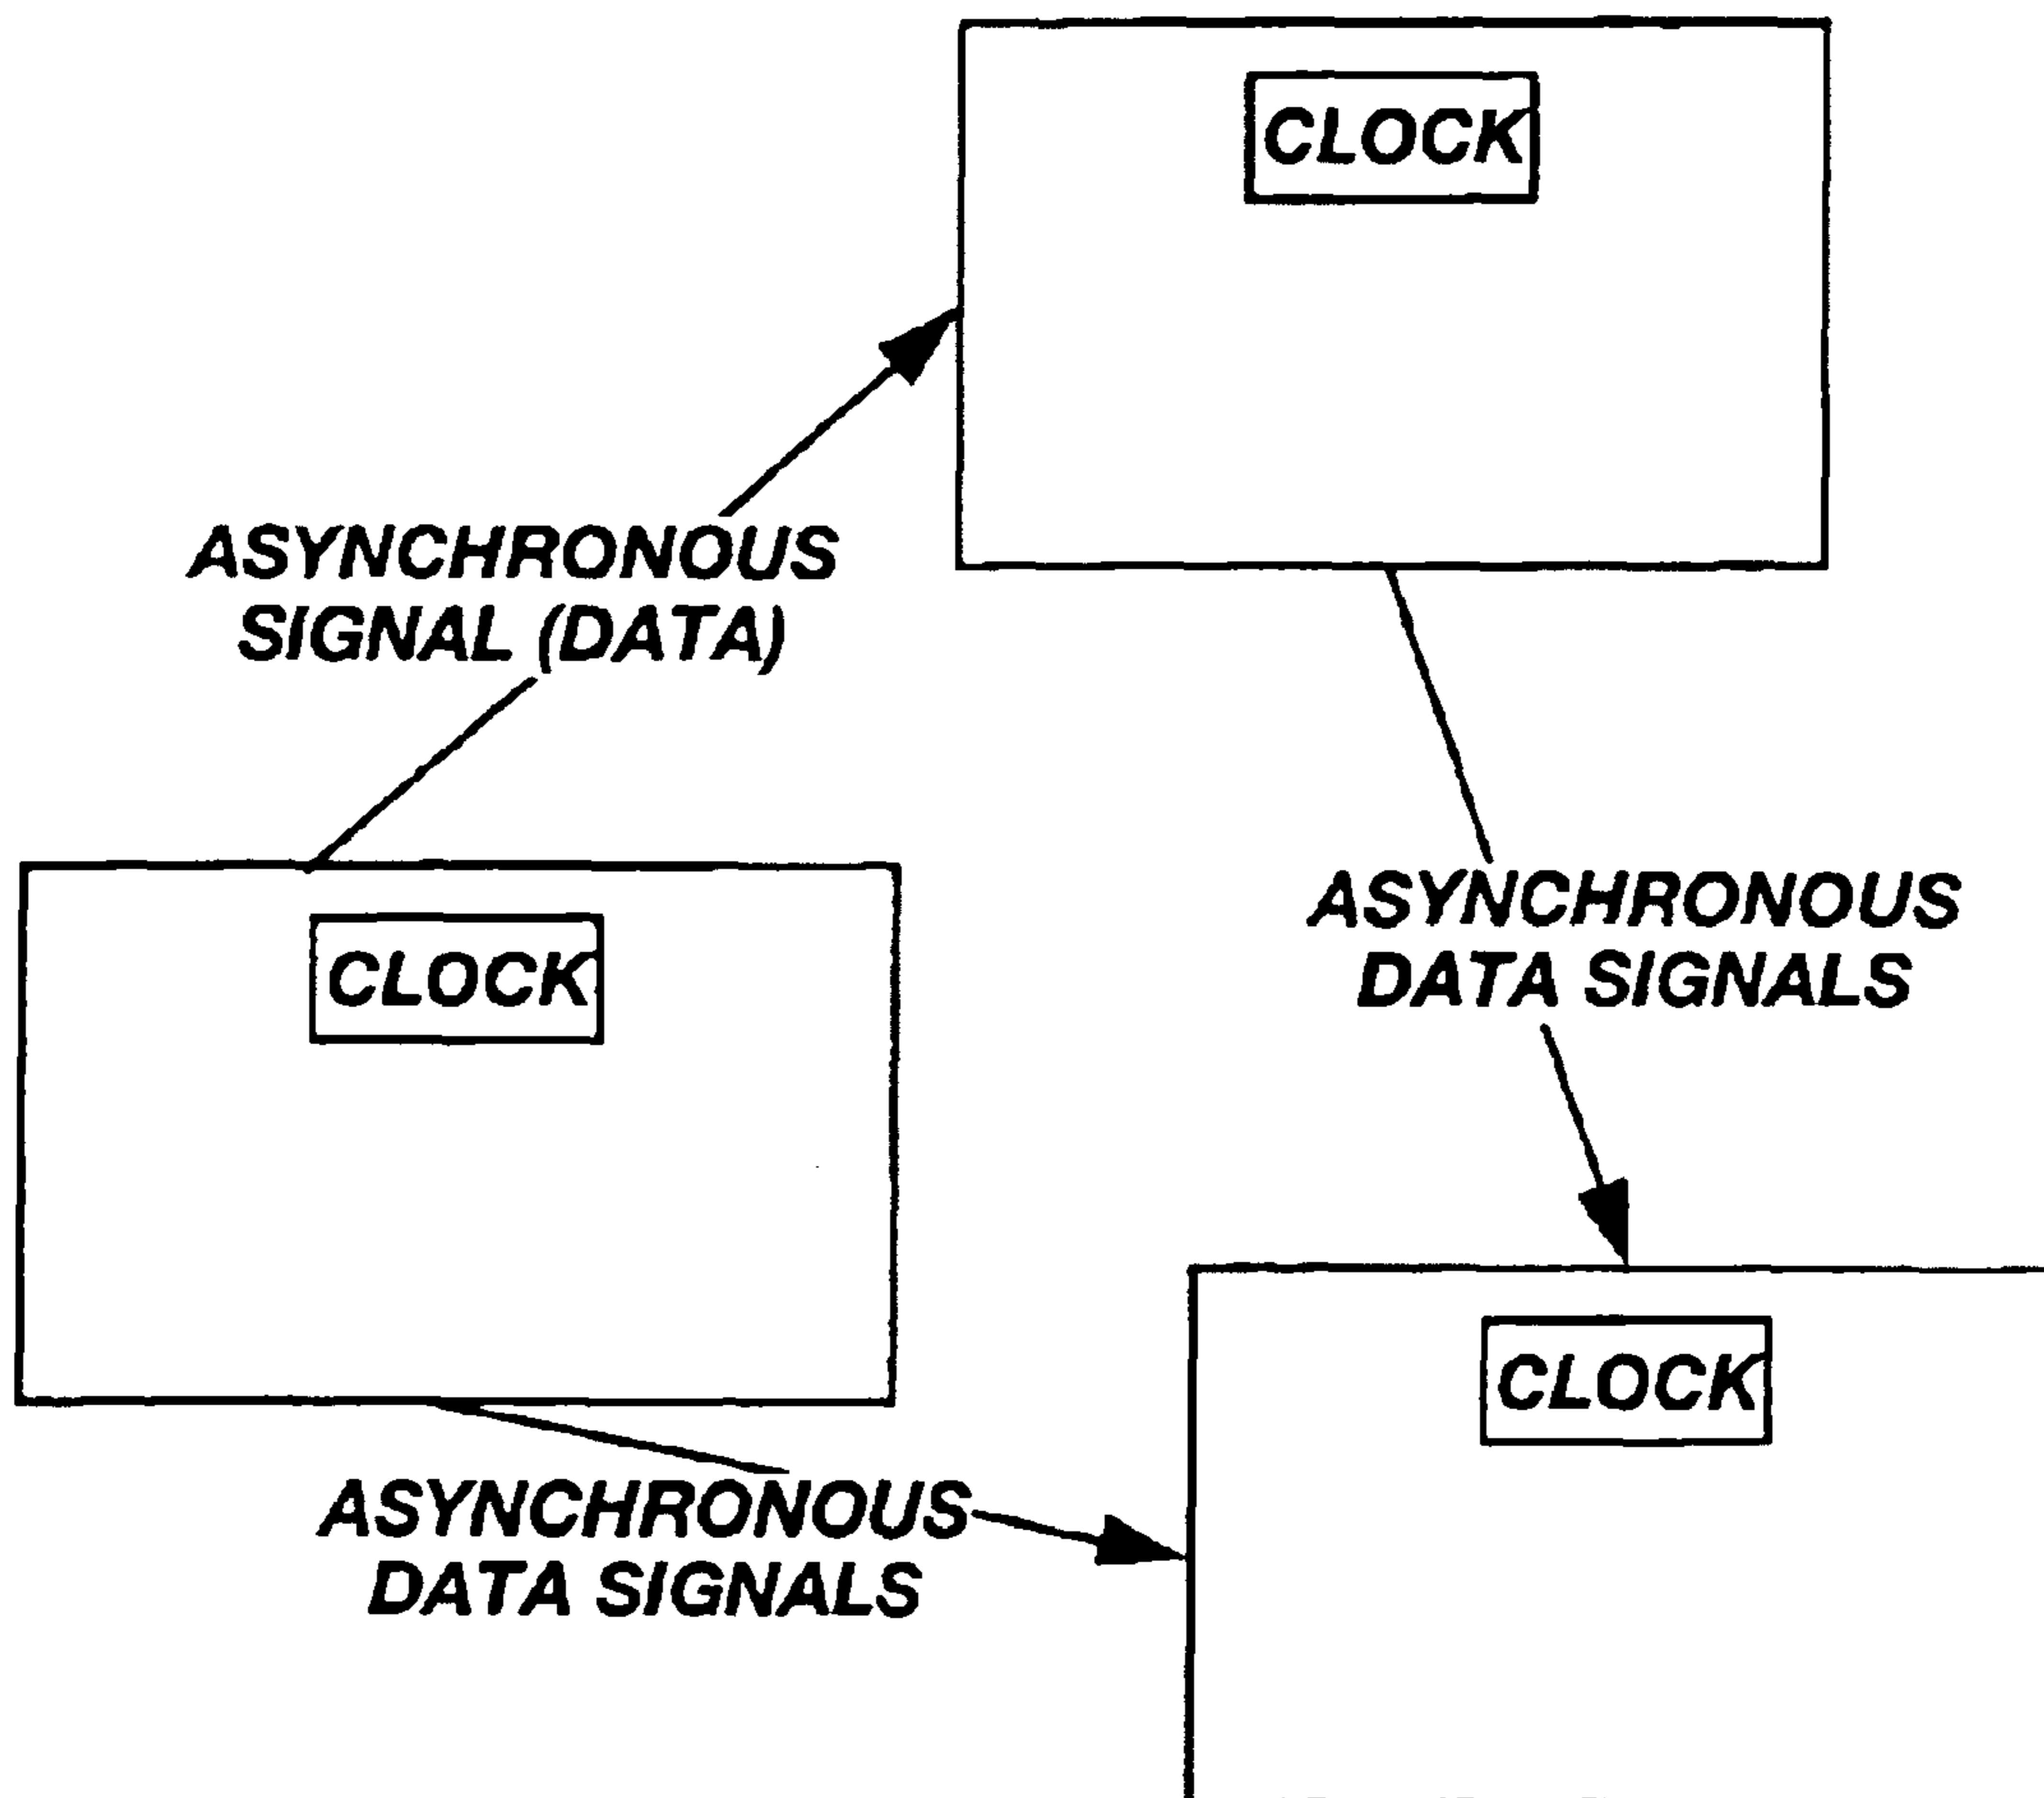 CLOCK
ASYNCHRONOUS
SIGNAL (DATA)
CLOCK
ASYNCHRONOUS
DATA SIGNALS
CLOCK
ASYNCHRONOUS
DATA SIGNALS